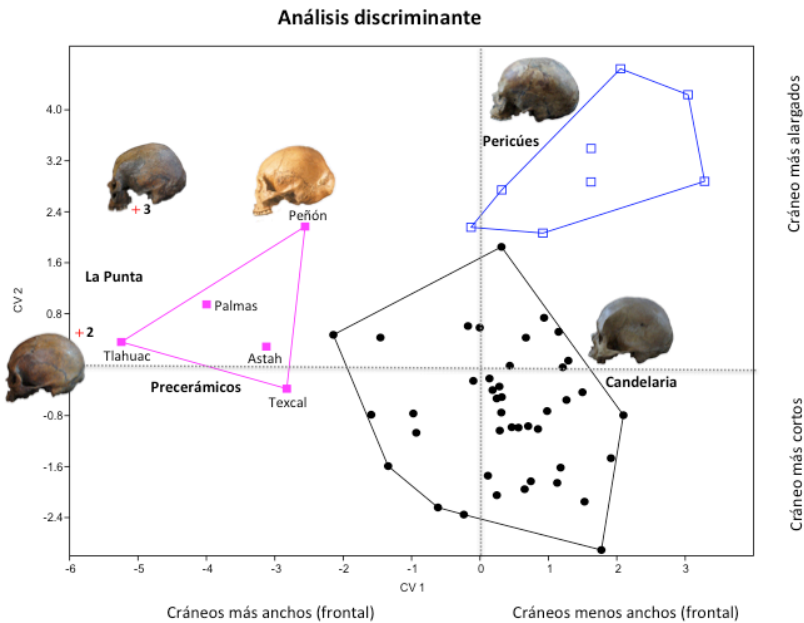 Análisis discriminante
4.0
3.2
2.4
1.6
0.8
-0.8
-1.6
-2.4
CV 2
-6
-5
-4
-3
-2
-1
0
1
2
3
CV 1
Pericúes
+ 3
Peñón
La Punta
Palmas
+ 2
Tlahuac
Astah
Precerámicos
Texcal
Candelaria
Cráneo más alargados
Cráneo más cortos
Cráneos más anchos (frontal)
Cráneos menos anchos (frontal)